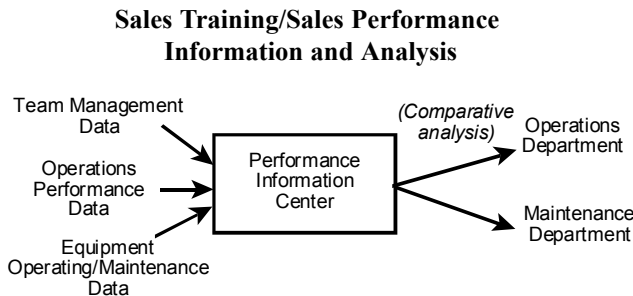 Sales Training/Sales Performance
Information and Analysis
Team Management
Data
Operations
Performance
Data
Equipment
Operating/Maintenance
Data
Performance
Information
Center
(Comparative
analysis)
Operations
Department
Maintenance
Department